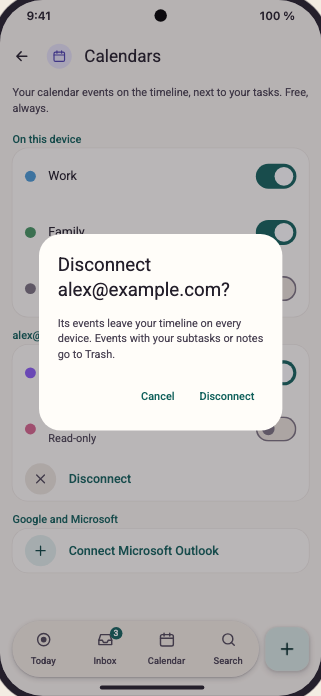 9:41
100 %
Calendars
Your calendar events on the timeline, next to your tasks. Free,
always.
On this device
Work
Family
Disconnect
alex@example.com?
Its events leave your timeline on every
device. Events with your subtasks or notes
go to Trash.
Cancel
Disconnect
alex@
Read-only
Disconnect
Google and Microsoft
Connect Microsoft Outlook
3
Today
Inbox
Calendar
Search